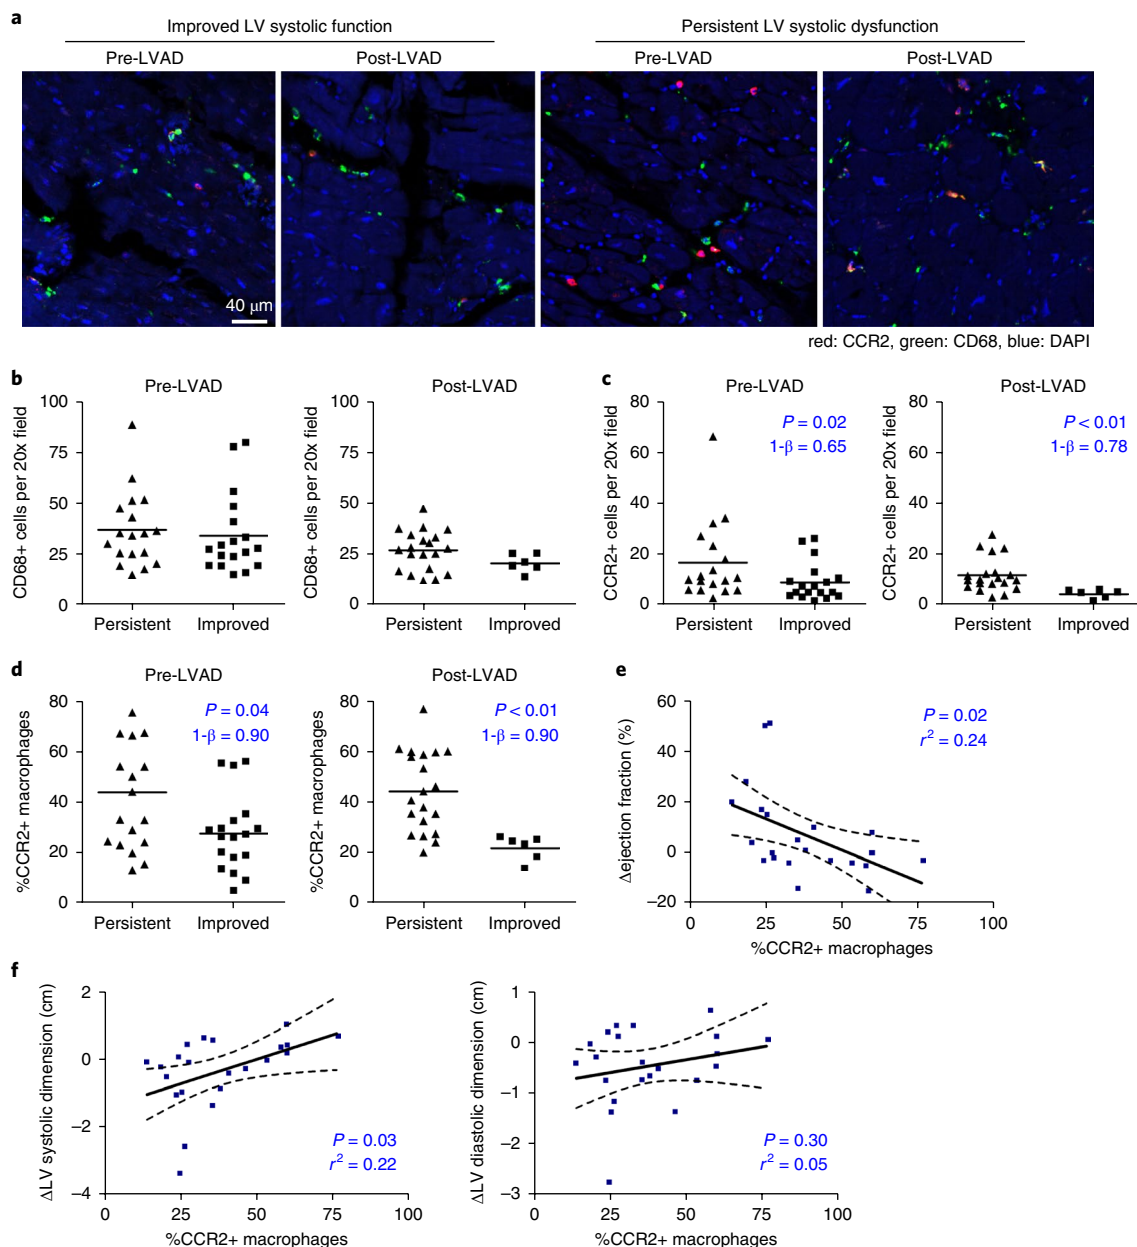 a
Improved LV systolic function
Persistent LV systolic dysfunction
Pre-LVAD
Post-LVAD
Pre-LVAD
Post-LVAD
40 μm
red: CCR2, green: CD68, blue: DAPI
b
Pre-LVAD
CD68+ cells per 20x field
100
75
50
25
0
Persistent
Improved
Post-LVAD
CD68+ cells per 20x field
100
75
50
25
0
Persistent
Improved
c
Pre-LVAD
CCR2+ cells per 20x field
80
60
40
20
0
P = 0.02
1-β = 0.65
Persistent
Improved
Post-LVAD
CCR2+ cells per 20x field
80
60
40
20
0
P < 0.01
1-β = 0.78
Persistent
Improved
d
Pre-LVAD
%CCR2+ macrophages
80
60
40
20
0
P = 0.04
1-β = 0.90
Persistent
Improved
Post-LVAD
%CCR2+ macrophages
80
60
40
20
0
P < 0.01
1-β = 0.90
Persistent
Improved
e
Δejection fraction (%)
60
40
20
0
–20
P = 0.02
r² = 0.24
0
25
50
75
100
%CCR2+ macrophages
f
ΔLV systolic dimension (cm)
2
0
–2
–4
P = 0.03
r² = 0.22
0
25
50
75
100
%CCR2+ macrophages
ΔLV diastolic dimension (cm)
1
0
–1
–2
–3
P = 0.30
r² = 0.05
0
25
50
75
100
%CCR2+ macrophages